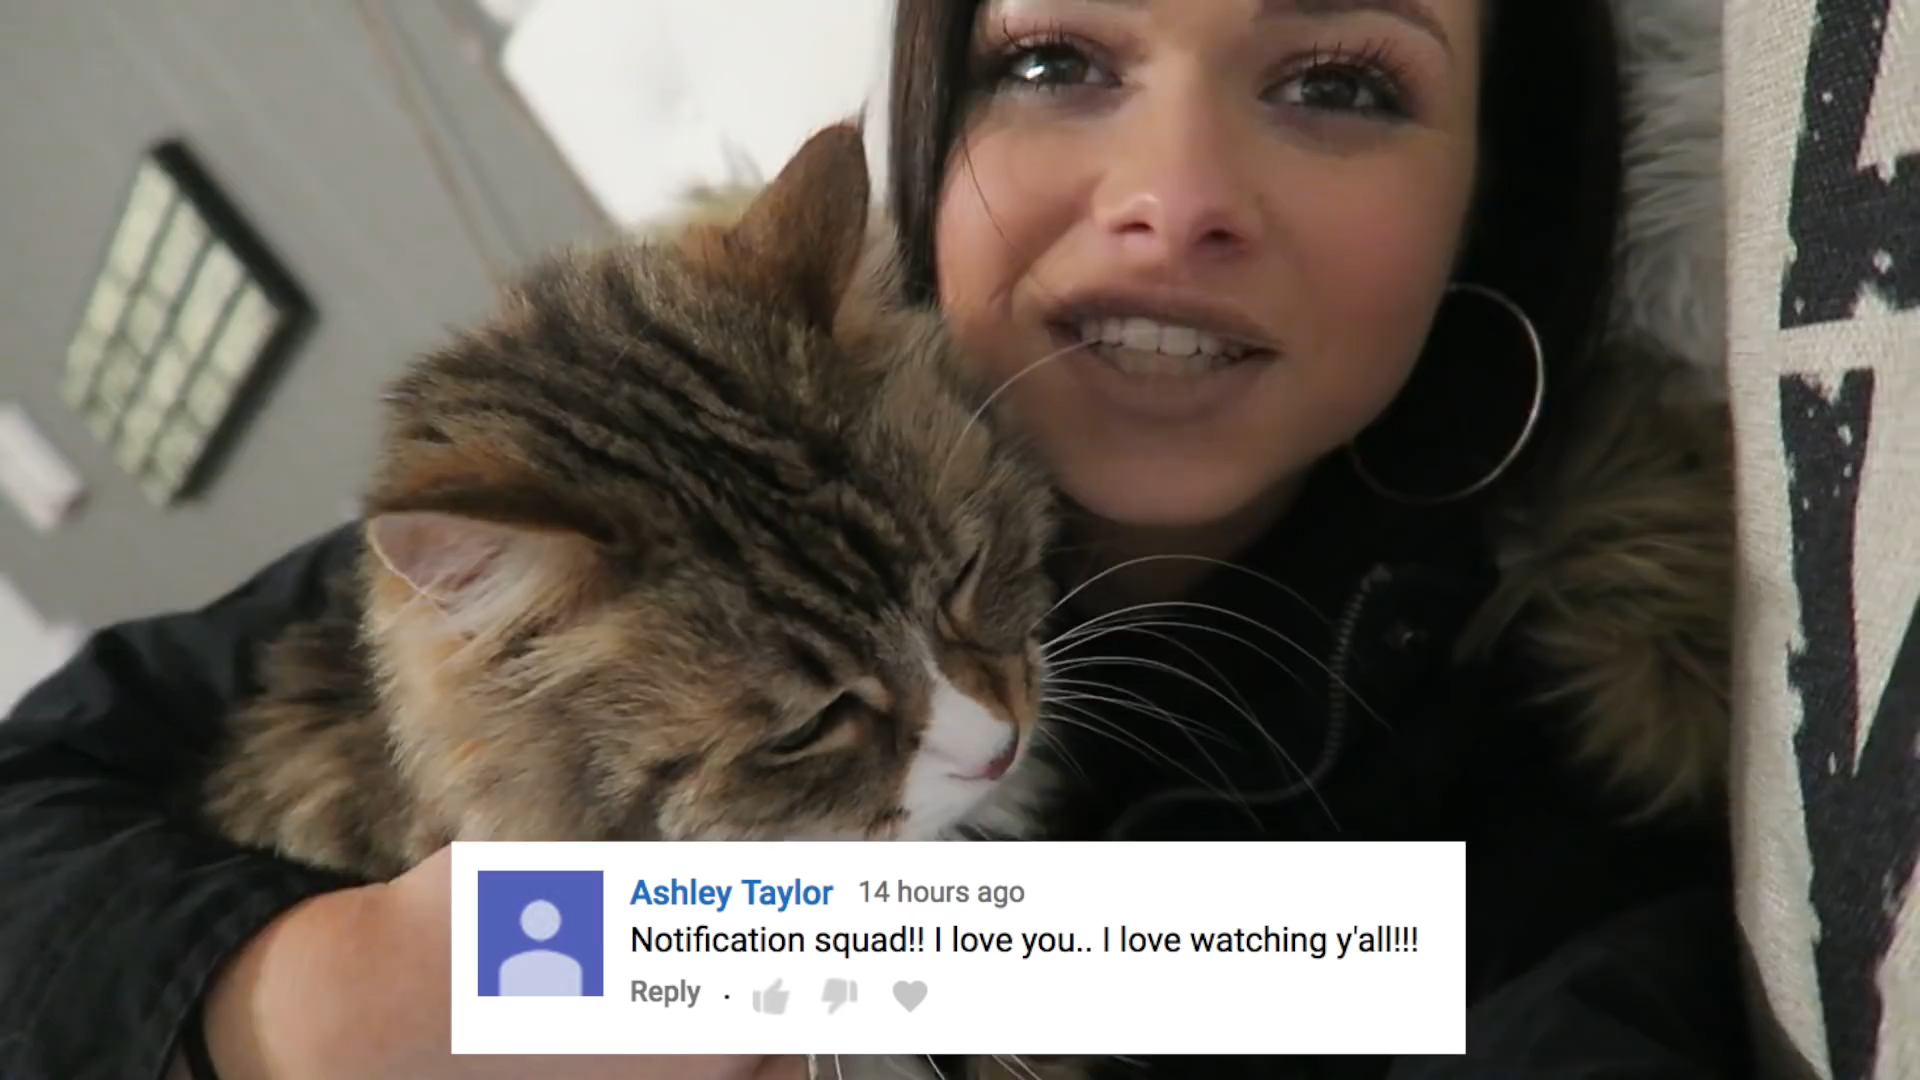 Ashley Taylor 14 hours ago
Notification squad!! I love you.. I love watching y'all!!!
Reply .